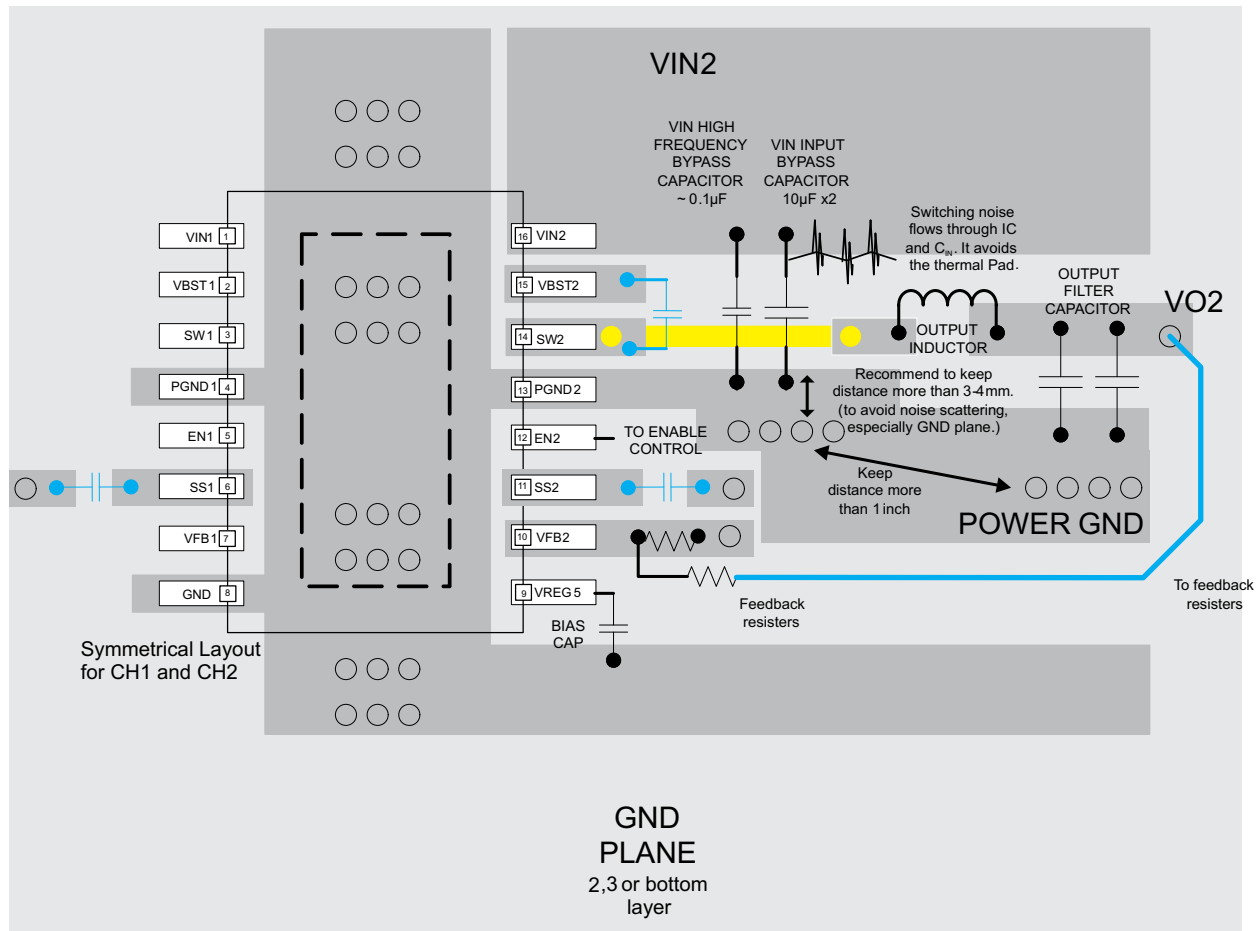 VIN2
VIN HIGH
FREQUENCY
BYPASS
CAPACITOR
~ 0.1µF
VIN INPUT
BYPASS
CAPACITOR
10µF x2
Switching noise
flows through IC
and CIN. It avoids
the thermal Pad.
OUTPUT
FILTER
CAPACITOR
VO2
OUTPUT
INDUCTOR
Recommend to keep
distance more than 3-4mm.
(to avoid noise scattering,
especially GND plane.)
Keep
distance more
than 1 inch
POWER GND
To feedback
resisters
VIN1 1
VBST1 2
SW1 3
PGND1 4
EN1 5
SS1 6
VFB1 7
GND 8
16 VIN2
15 VBST2
14 SW2
13 PGND2
12 EN2
11 SS2
10 VFB2
9 VREG5
TO ENABLE
CONTROL
Feedback
resisters
BIAS
CAP
Symmetrical Layout
for CH1 and CH2
GND
PLANE
2,3 or bottom
layer